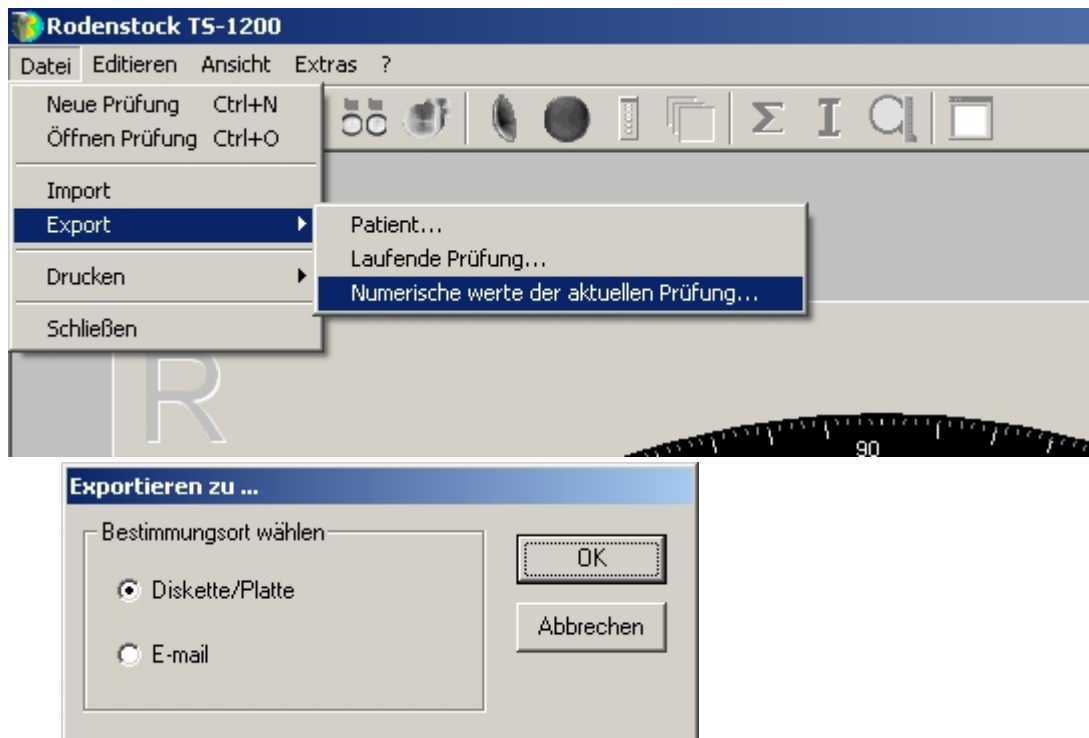 Rodenstock TS-1200
Datei Editieren Ansicht Extras ?
Neue Prüfung Ctrl+N
Öffnen Prüfung Ctrl+O
Import
Export
Patient...
Laufende Prüfung...
Drucken
Numerische werte der aktuellen Prüfung...
Schließen
R
90
Exportieren zu ...
Bestimmungsort wählen
Diskette/Platte
E-mail
OK
Abbrechen